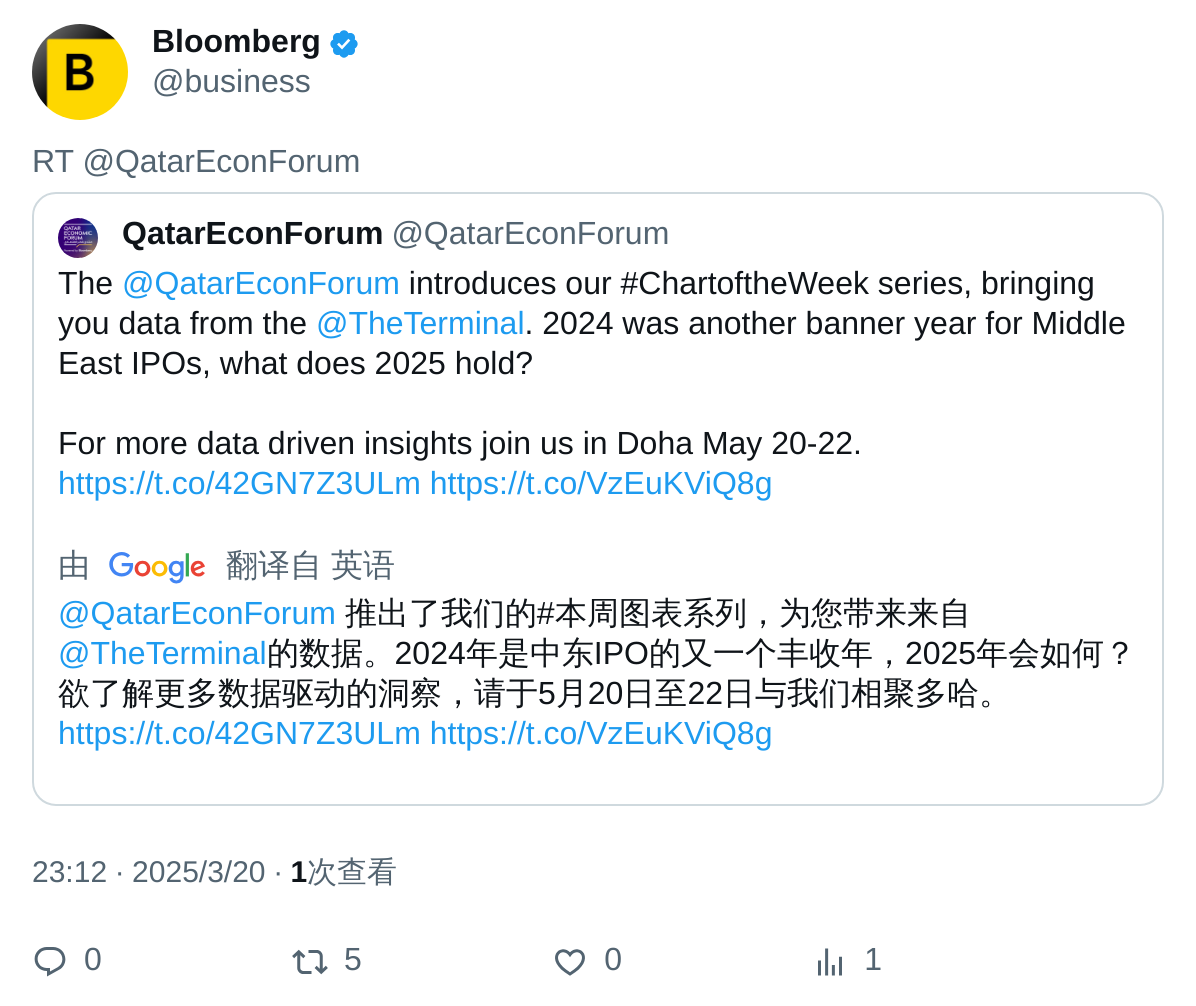 Bloomberg
@business
B
RT @QatarEconForum
QATAR
ECONOMIC
FORUM
QatarEconForum @QatarEconForum
The @QatarEconForum introduces our #ChartoftheWeek series, bringing
you data from the @TheTerminal. 2024 was another banner year for Middle
East IPOs, what does 2025 hold?
For more data driven insights join us in Doha May 20-22.
https://t.co/42GN7Z3ULm https://t.co/VzEuKViQ8g
由 Google 翻译自 英语
@QatarEconForum 推出了我们的#本周图表系列，为您带来来自
@TheTerminal的数据。2024年是中东IPO的又一个丰收年，2025年会如何？
欲了解更多数据驱动的洞察，请于5月20日至22日与我们相聚多哈。
https://t.co/42GN7Z3ULm https://t.co/VzEuKViQ8g
23:12 · 2025/3/20 · 1次查看
0 5 0 1